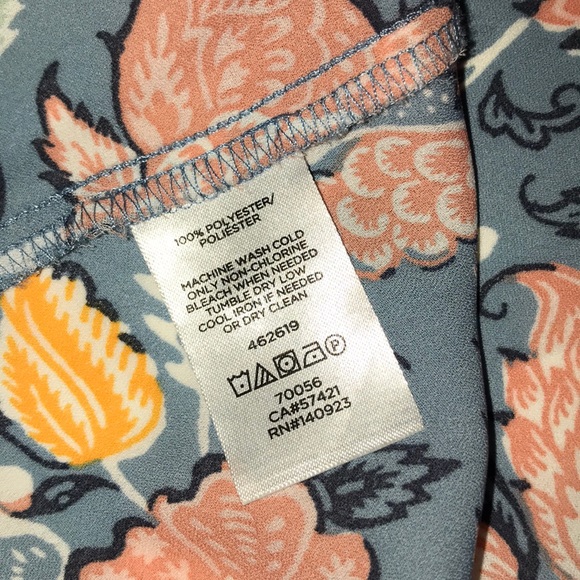 100% POLYESTER/
POLIÉSTER
MACHINE WASH COLD
ONLY NON-CHLORINE
BLEACH WHEN NEEDED
TUMBLE DRY LOW
COOL IRON IF NEEDED
OR DRY CLEAN
462619
P
70056
CA#57421
RN#140923